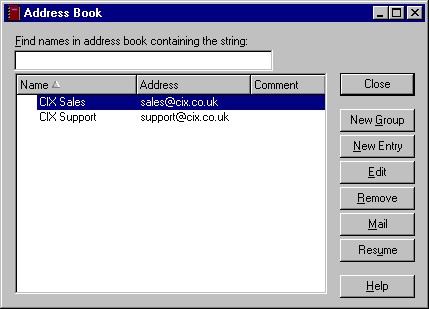 Address Book
Find names in address book containing the string:
Name Address Comment
CIX Sales sales@cix.co.uk
CIX Support support@cix.co.uk
Close
New Group
New Entry
Edit
Remove
Mail
Resume
Help